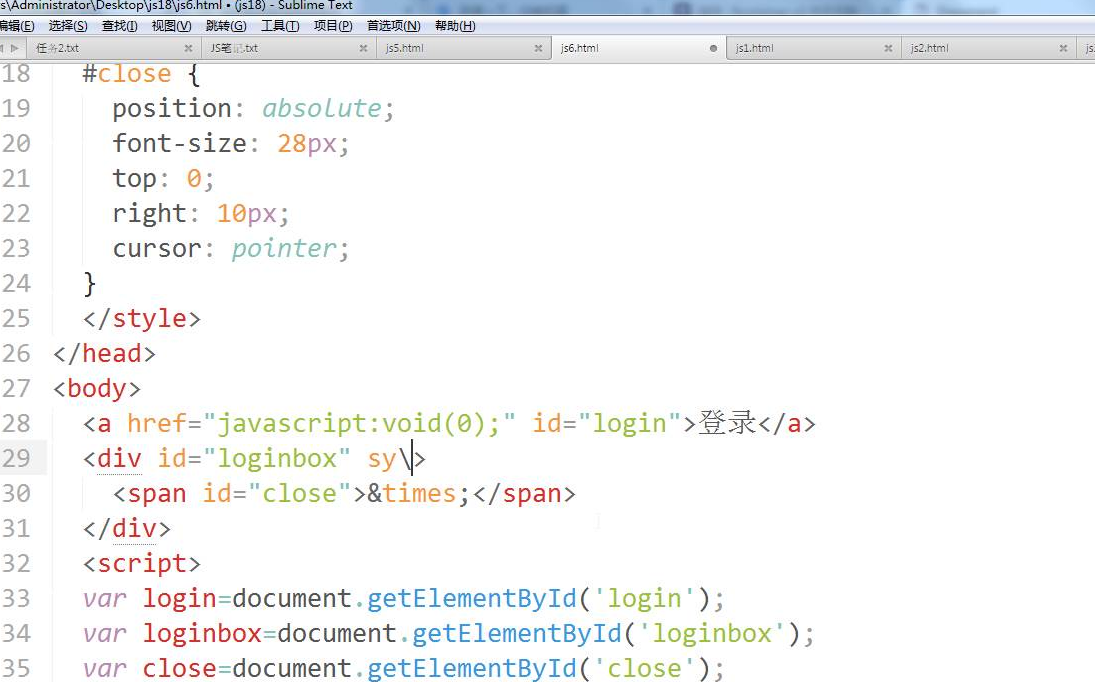 s\Administrator\Desktop\js18\js6.html • (js18) - Sublime Text
编辑(E) 选择(S) 查找(I) 视图(V) 跳转(G) 工具(T) 项目(P) 首选项(N) 帮助(H)
任务2.txt JS笔记.txt js5.html js6.html js1.html js2.html js
18 #close {
19 position: absolute;
20 font-size: 28px;
21 top: 0;
22 right: 10px;
23 cursor: pointer;
24 }
25 </style>
26 </head>
27 <body>
28 <a href="javascript:void(0);" id="login">登录</a>
29 <div id="loginbox" sy\>
30 <span id="close">&times;</span>
31 </div>
32 <script>
33 var login=document.getElementById('login');
34 var loginbox=document.getElementById('loginbox');
35 var close=document.getElementById('close');